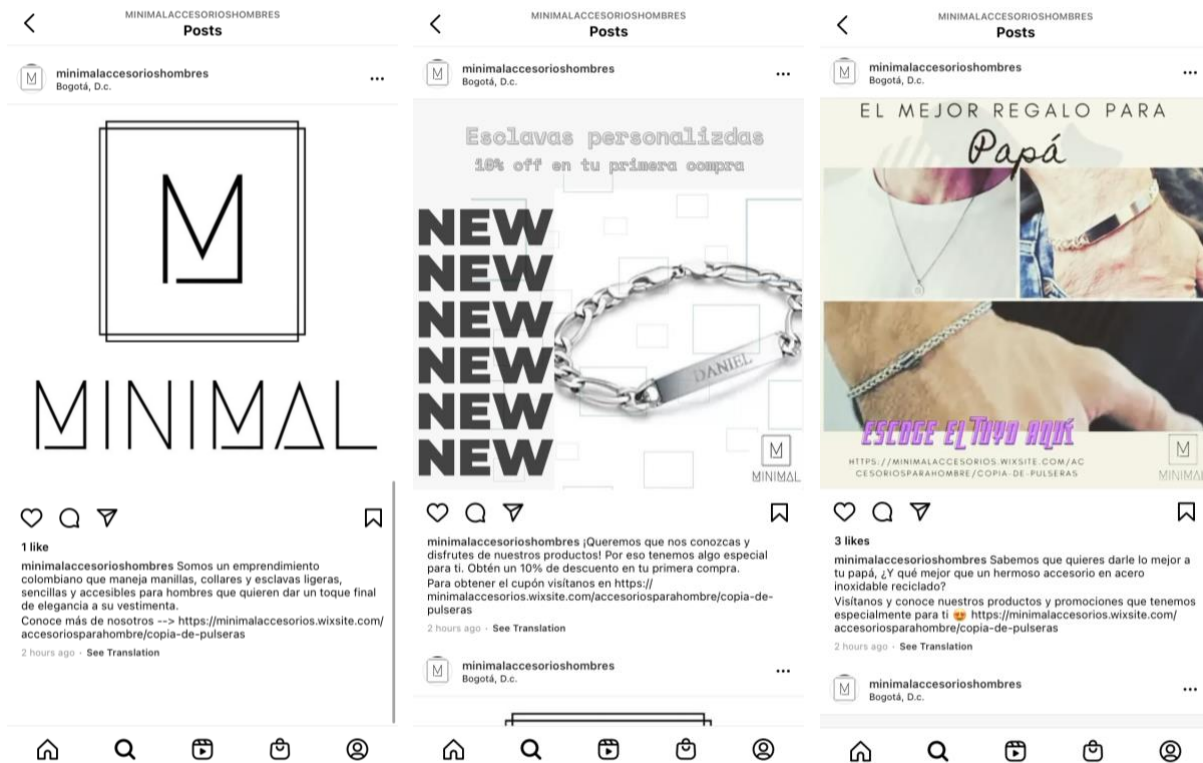 MINIMALACCESORIOSHOMBRES
Posts
minimalaccesorioshombres
Bogotá, D.c.
M
MINIMAL
1 like
minimalaccesorioshombres Somos un emprendimiento
colombiano que maneja manillas, collares y esclavas ligeras,
sencillas y accesibles para hombres que quieren dar un toque final
de elegancia a su vestimenta.
Conoce más de nosotros --> https://minimalaccesorios.wixsite.com/
accesoriosparahombre/copia-de-pulseras
2 hours ago · See Translation
MINIMALACCESORIOSHOMBRES
Posts
minimalaccesorioshombres
Bogotá, D.c.
Esclavas personalizdas
10% off en tu primera compra
NEW
NEW
NEW
NEW
NEW
NEW
DANIEL
M
MINIMAL
minimalaccesorioshombres ¡Queremos que nos conozcas y
disfrutes de nuestros productos! Por eso tenemos algo especial
para ti. Obtén un 10% de descuento en tu primera compra.
Para obtener el cupón visítanos en https://
minimalaccesorios.wixsite.com/accesoriosparahombre/copia-de-
pulseras
2 hours ago · See Translation
minimalaccesorioshombres
Bogotá, D.c.
MINIMALACCESORIOSHOMBRES
Posts
minimalaccesorioshombres
Bogotá, D.c.
EL MEJOR REGALO PARA
Papá
ESCOGE EL TUYO AQUÍ
HTTPS://MINIMALACCESORIOS.WIXSITE.COM/AC
CESORIOSPARAHOMBRE/COPIA-DE-PULSERAS
M
MINIMAL
3 likes
minimalaccesorioshombres Sabemos que quieres darle lo mejor a
tu papá, ¿Y qué mejor que un hermoso accesorio en acero
inoxidable reciclado?
Visítanos y conoce nuestros productos y promociones que tenemos
especialmente para ti 😍 https://minimalaccesorios.wixsite.com/
accesoriosparahombre/copia-de-pulseras
2 hours ago · See Translation
minimalaccesorioshombres
Bogotá, D.c.